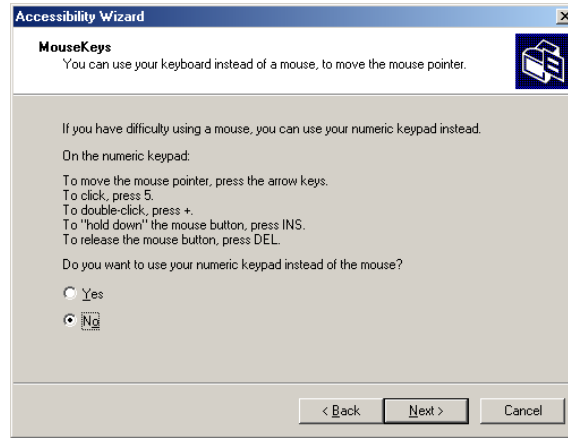 Accessibility Wizard
MouseKeys
You can use your keyboard instead of a mouse, to move the mouse pointer.
If you have difficulty using a mouse, you can use your numeric keypad instead.
On the numeric keypad:
To move the mouse pointer, press the arrow keys.
To click, press 5.
To double-click, press +.
To "hold down" the mouse button, press INS.
To release the mouse button, press DEL.
Do you want to use your numeric keypad instead of the mouse?
Yes
No
< Back Next > Cancel